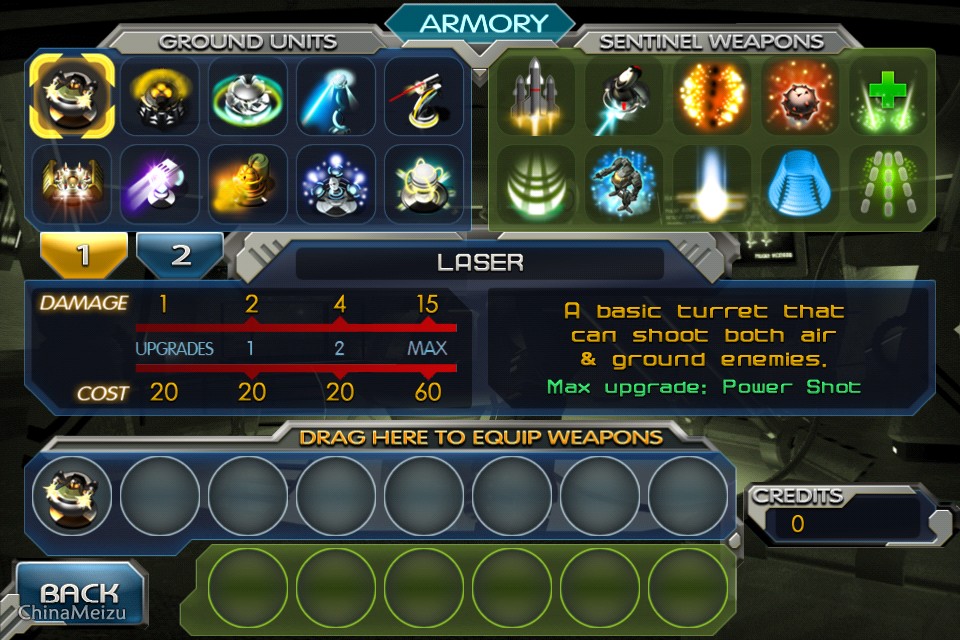 ARMORY
GROUND UNITS
SENTINEL WEAPONS
1
2
LASER
DAMAGE 1 2 4 15
UPGRADES 1 2 MAX
COST 20 20 20 60
A basic turret that
can shoot both air
& ground enemies.
Max upgrade: Power Shot
DRAG HERE TO EQUIP WEAPONS
CREDITS
0
BACK
ChinaMeizu